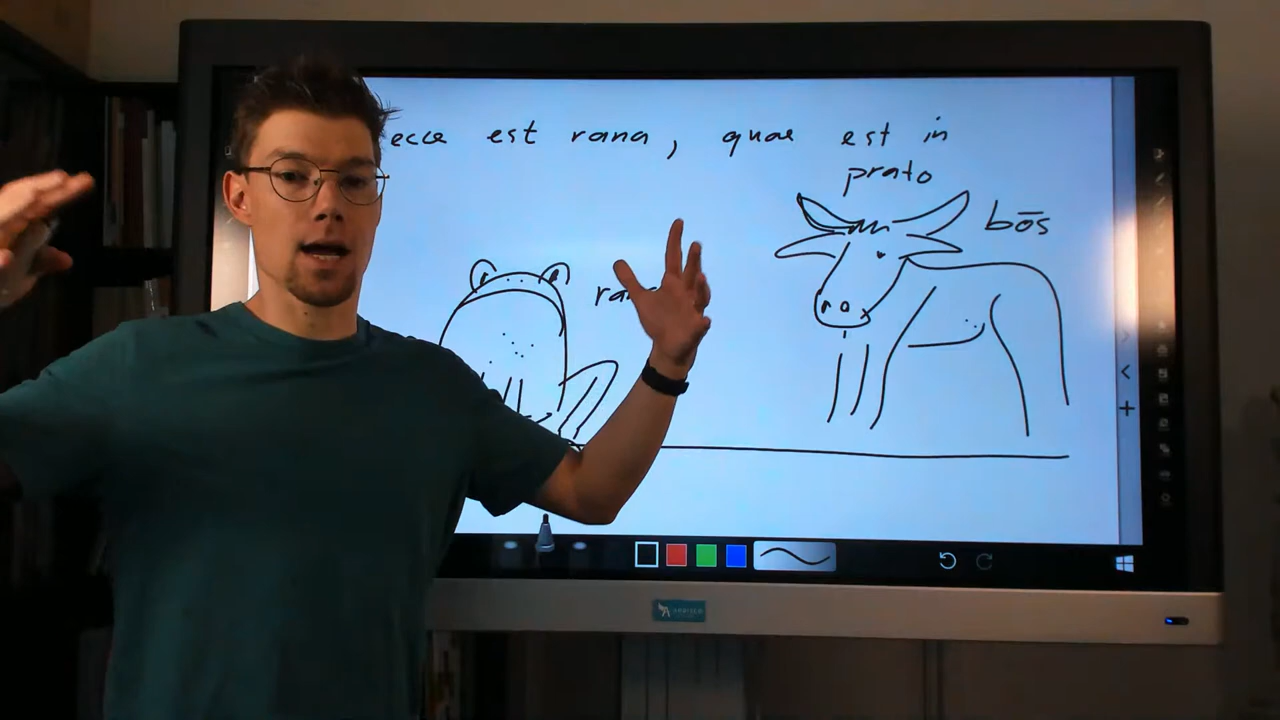 ecce est rana, quae est in
prato
bōs